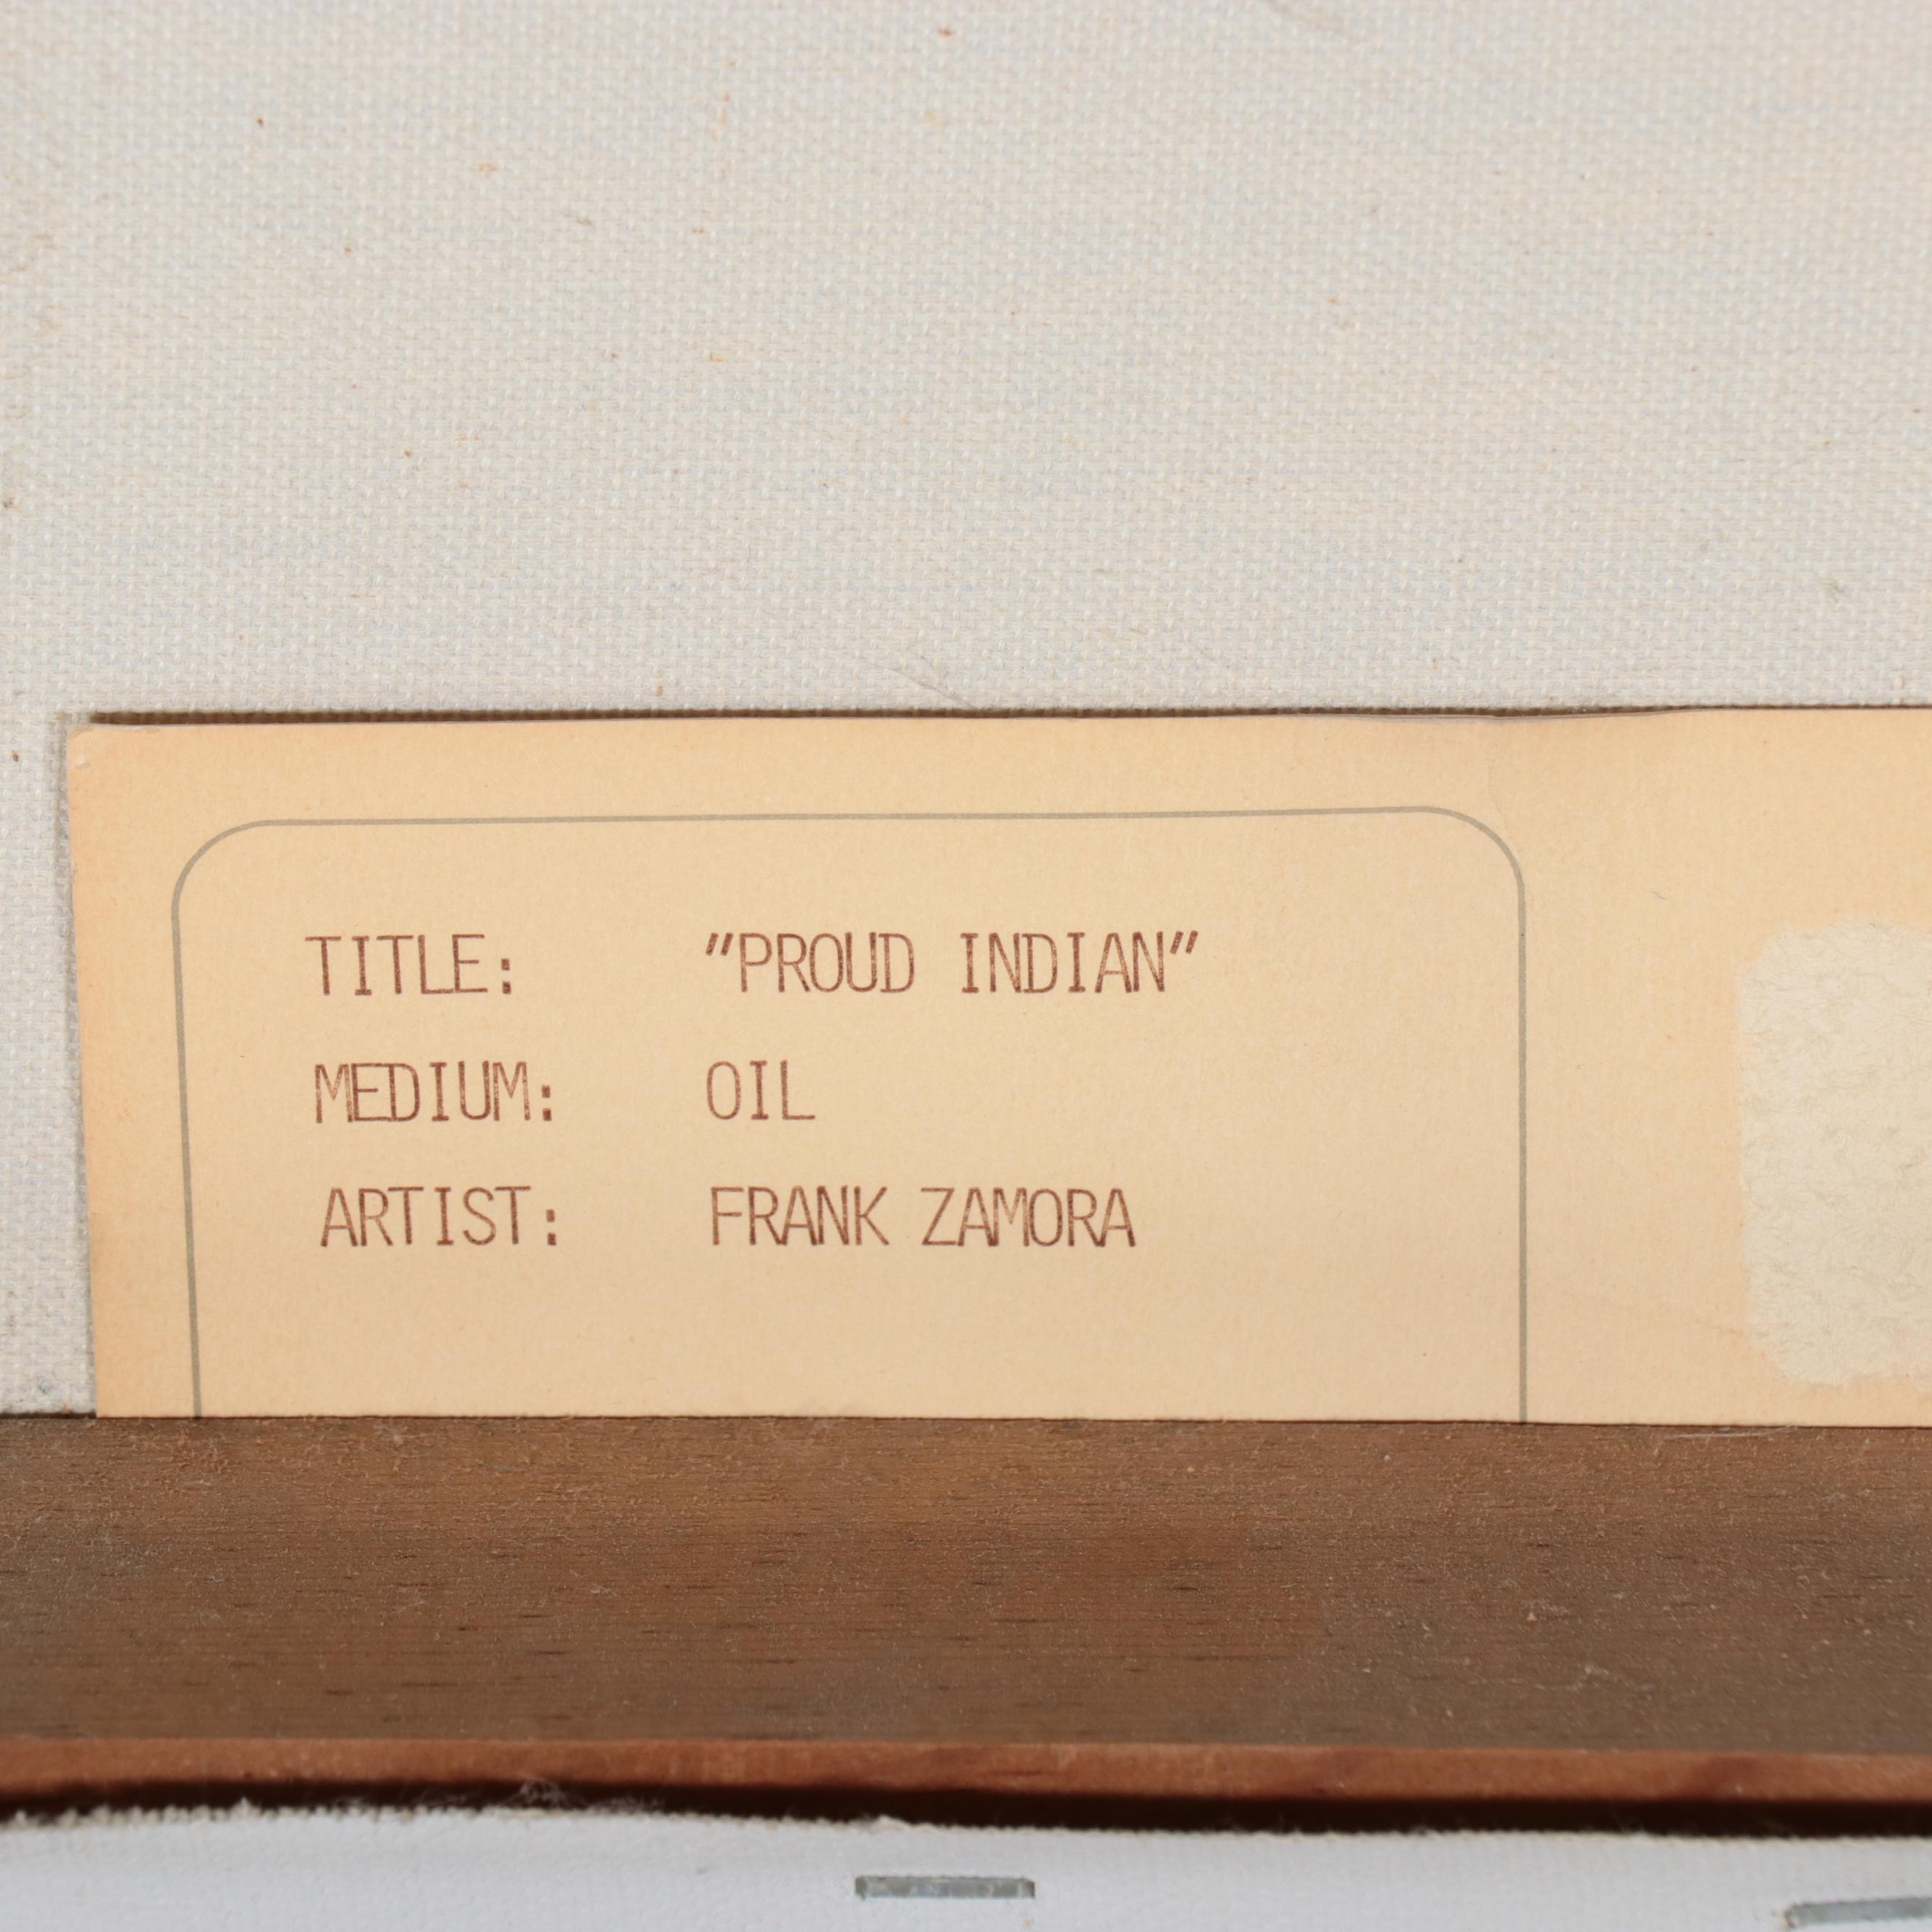 TITLE: "PROUD INDIAN"
MEDIUM: OIL
ARTIST: FRANK ZAMORA